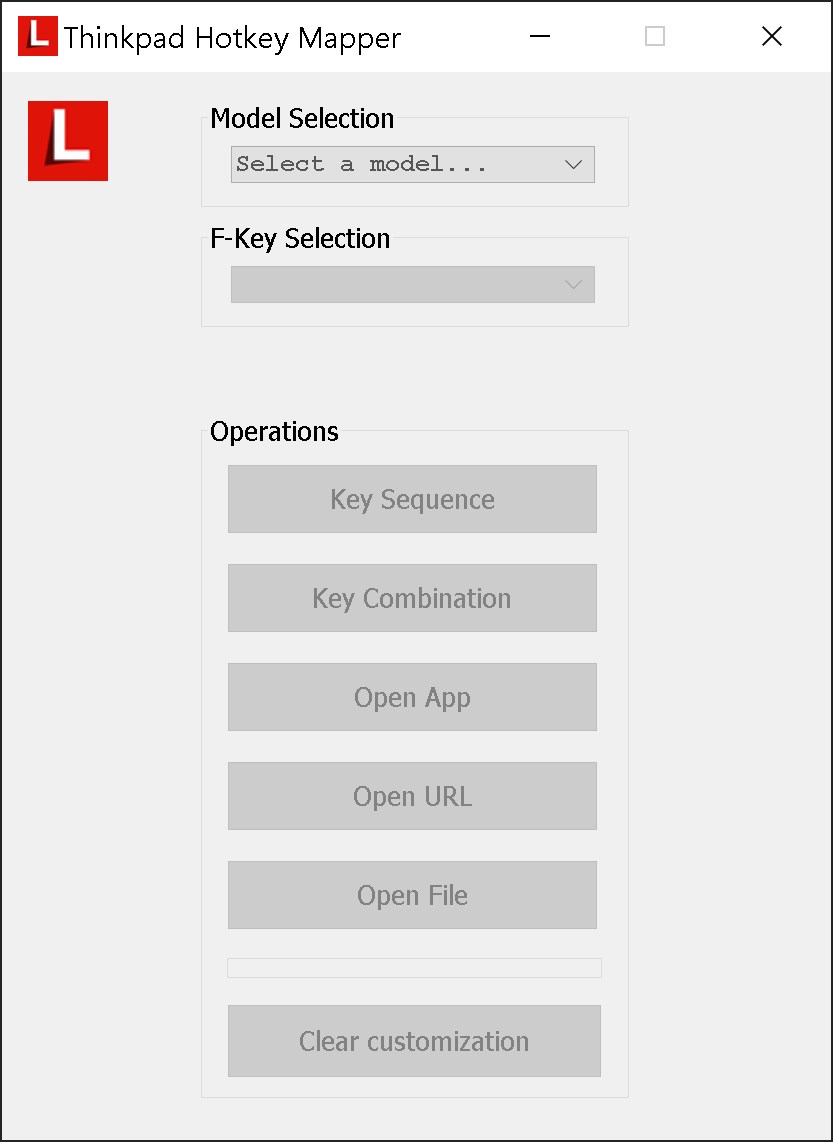 L Thinkpad Hotkey Mapper
L
Model Selection
Select a model...
F-Key Selection
Operations
Key Sequence
Key Combination
Open App
Open URL
Open File
Clear customization